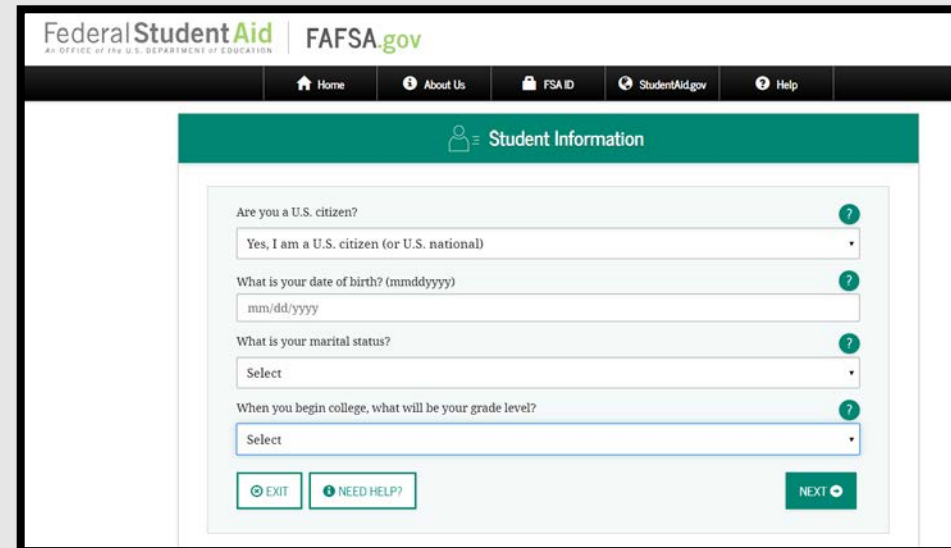 Federal Student Aid
An OFFICE of the U.S. DEPARTMENT of EDUCATION
FAFSA.gov
Home About Us FSA ID StudentAid.gov Help
Student Information
Are you a U.S. citizen? ?
Yes, I am a U.S. citizen (or U.S. national)
What is your date of birth? (mmddyyyy) ?
mm/dd/yyyy
What is your marital status? ?
Select
When you begin college, what will be your grade level? ?
Select
EXIT NEED HELP? NEXT